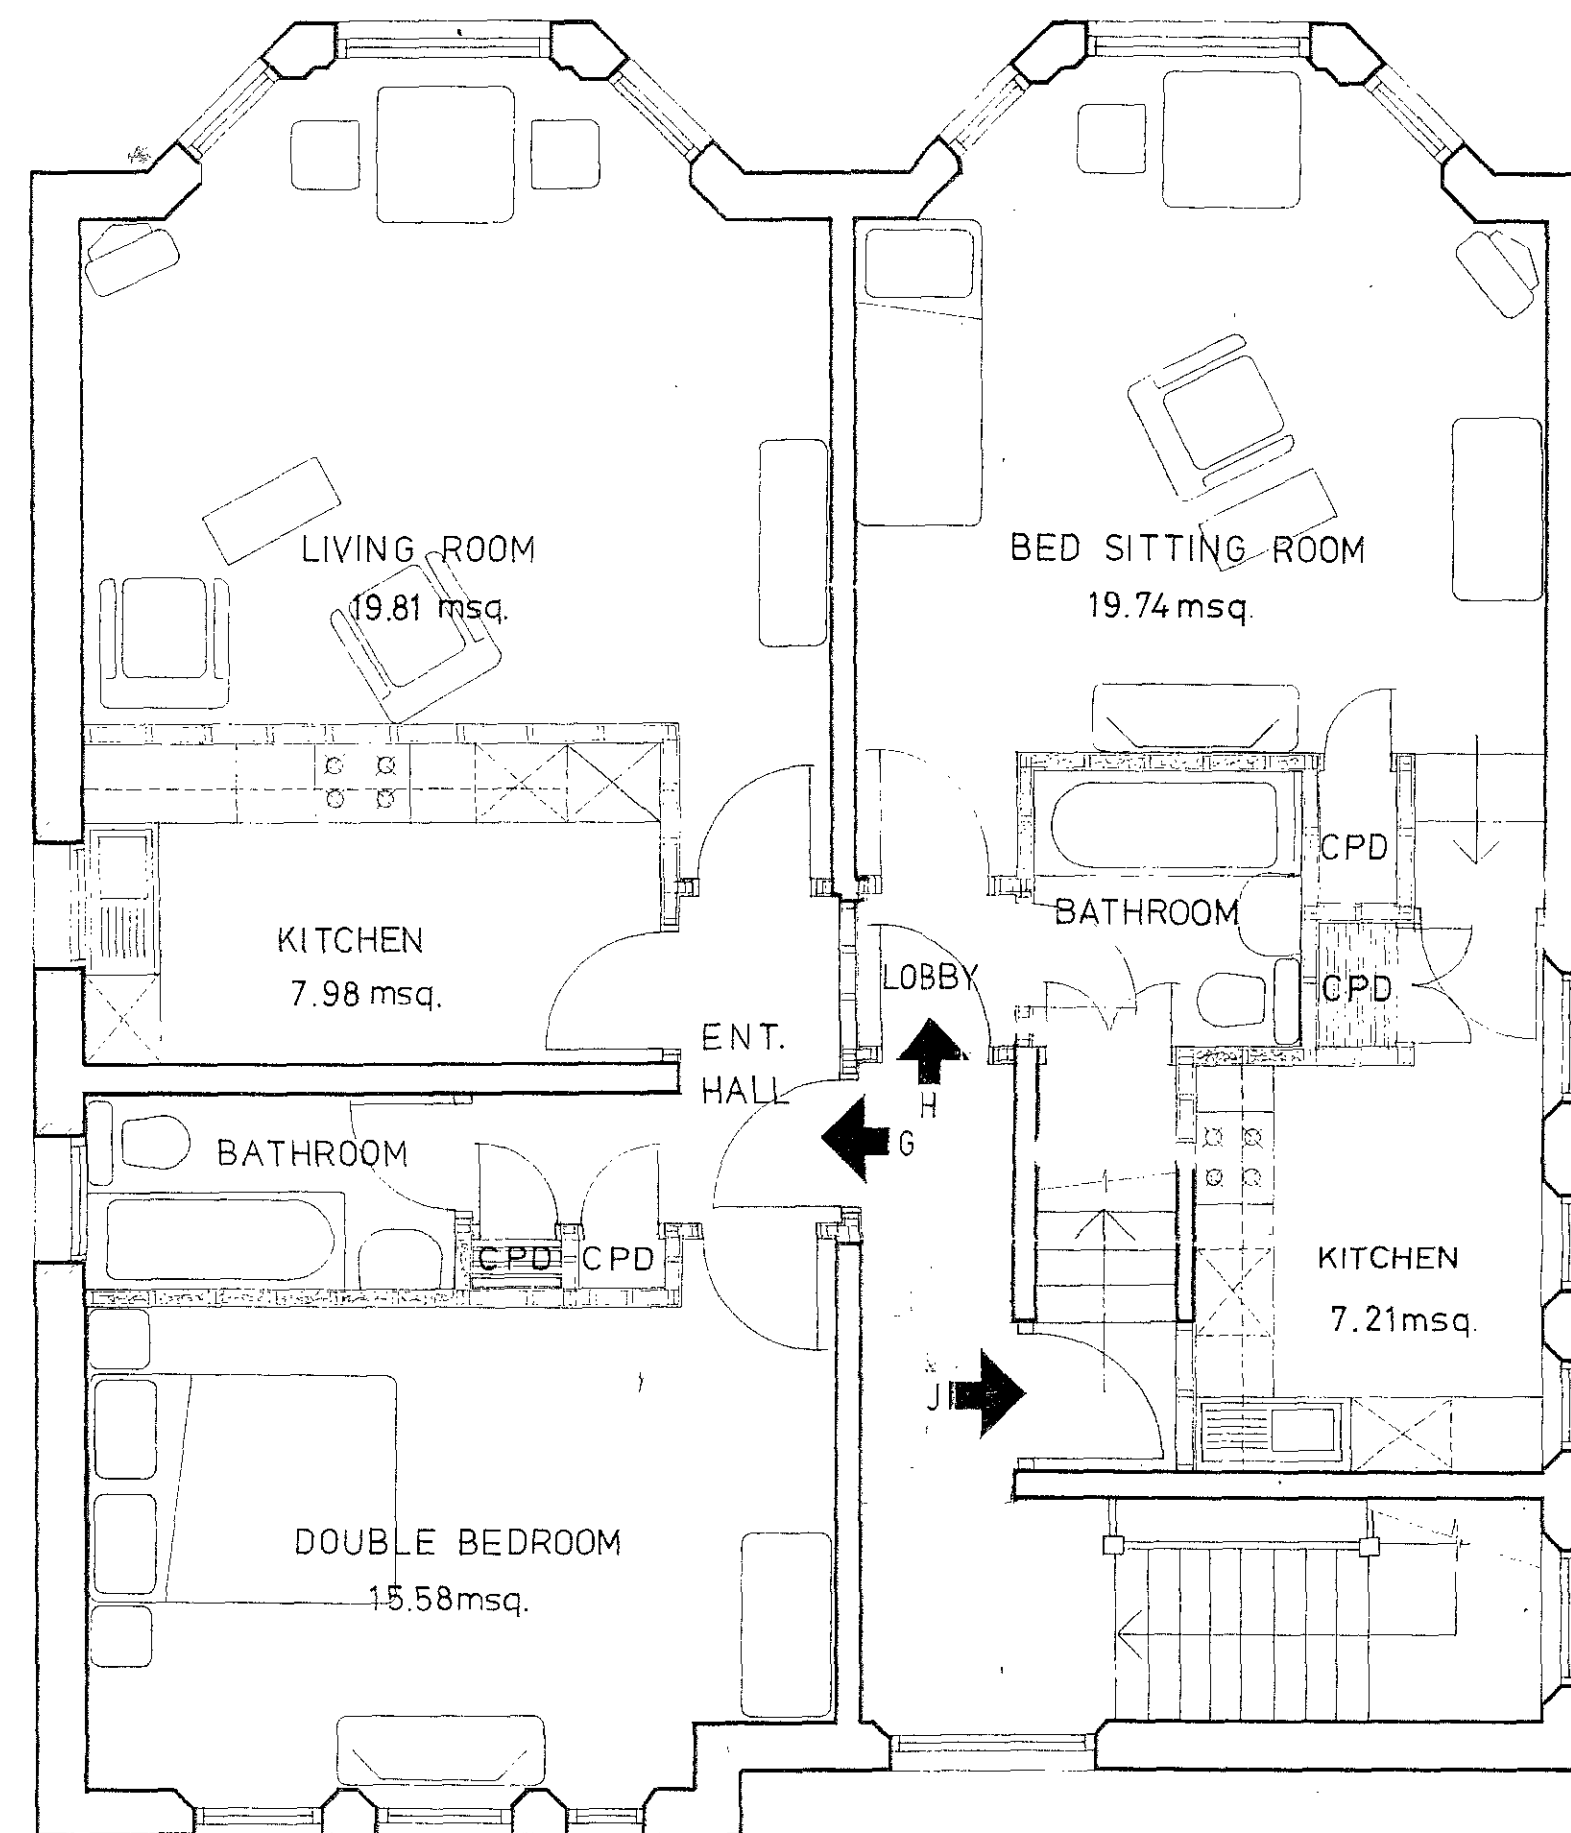 LIVING ROOM
19.81 msq.
BED SITTING ROOM
19.74 msq.
CPD
BATHROOM
KITCHEN
7.98 msq.
LOBBY
CPD
ENT.
HALL
H
G
BATHROOM
CPD
CPD
KITCHEN
7.21 msq.
J
DOUBLE BEDROOM
15.58 msq.